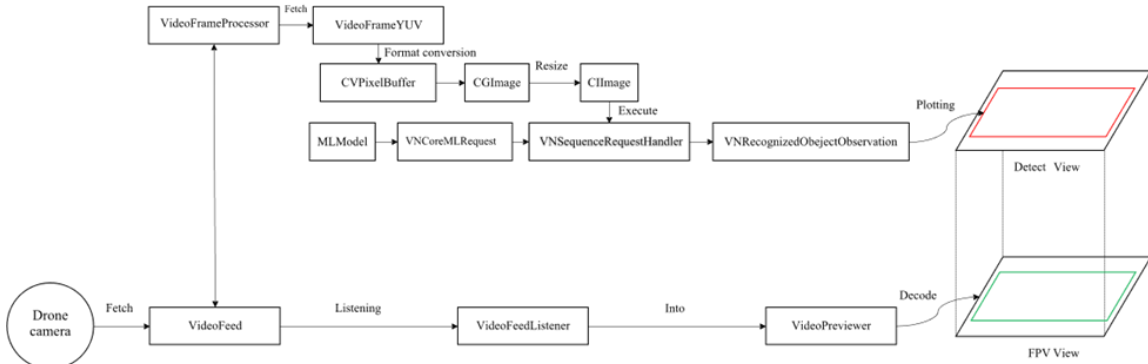 Fetch
VideoFrameProcessor
VideoFrameYUV
Format conversion
CVPixelBuffer
CGImage
Resize
CIImage
Execute
Plotting
MLModel
VNCoreMLRequest
VNSequenceRequestHandler
VNRecognizedObejectObservation
Detect View
Drone
camera
Fetch
VideoFeed
Listening
VideoFeedListener
Into
VideoPreviewer
Decode
FPV View